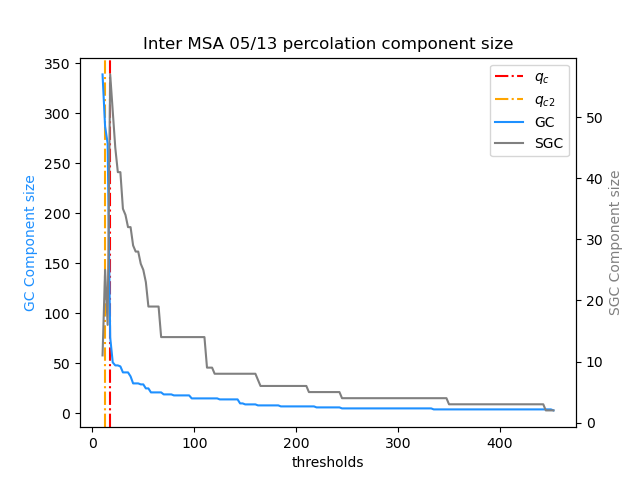 Inter MSA 05/13 percolation component size
GC Component size
350
300
250
200
150
100
50
0
0
100
200
300
400
thresholds
50
40
30
20
10
0
SGC Component size
q_c
q_c2
GC
SGC